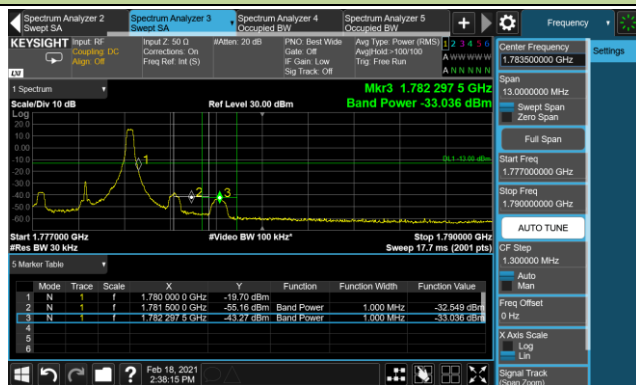 Spectrum Analyzer 2
Swept SA
Spectrum Analyzer 3
Swept SA
Spectrum Analyzer 4
Occupied BW
Spectrum Analyzer 5
Occupied BW
Frequency
KEYSIGHT
Input: RF
Coupling: DC
Align: Off
Input Z: 50 Ω
Corrections: On
Freq Ref: Int (S)
#Atten: 20 dB
PNO: Best Wide
Gate: Off
IF Gain: Low
Sig Track: Off
Avg Type: Power (RMS)
Avg|Hold: >100/100
Trig: Free Run
1 2 3 4 5 6
A W W W W W
A N N N N N
LXI
1 Spectrum
Scale/Div 10 dB
Log
Ref Level 30.00 dBm
Mkr3 1.782 297 5 GHz
Band Power -33.036 dBm
20.0
10.0
0.00
-10.0
-20.0
-30.0
-40.0
-50.0
-60.0
DL1 -13.00 dBm
1
2
3
Start 1.777000 GHz
#Res BW 30 kHz
#Video BW 100 kHz*
Stop 1.790000 GHz
Sweep 17.7 ms (2001 pts)
5 Marker Table
Mode Trace Scale X Y Function Function Width Function Value
1 N 1 f 1.780 000 0 GHz -19.70 dBm
2 N 1 f 1.781 500 0 GHz -55.16 dBm Band Power 1.000 MHz -32.549 dBm
3 N 1 f 1.782 297 5 GHz -43.27 dBm Band Power 1.000 MHz -33.036 dBm
4
5
6
Feb 18, 2021
2:38:15 PM
Center Frequency
1.783500000 GHz
Settings
Span
13.0000000 MHz
Swept Span
Zero Span
Full Span
Start Freq
1.777000000 GHz
Stop Freq
1.790000000 GHz
AUTO TUNE
CF Step
1.300000 MHz
Auto
Man
Freq Offset
0 Hz
X Axis Scale
Log
Lin
Signal Track
(Span Zoom)